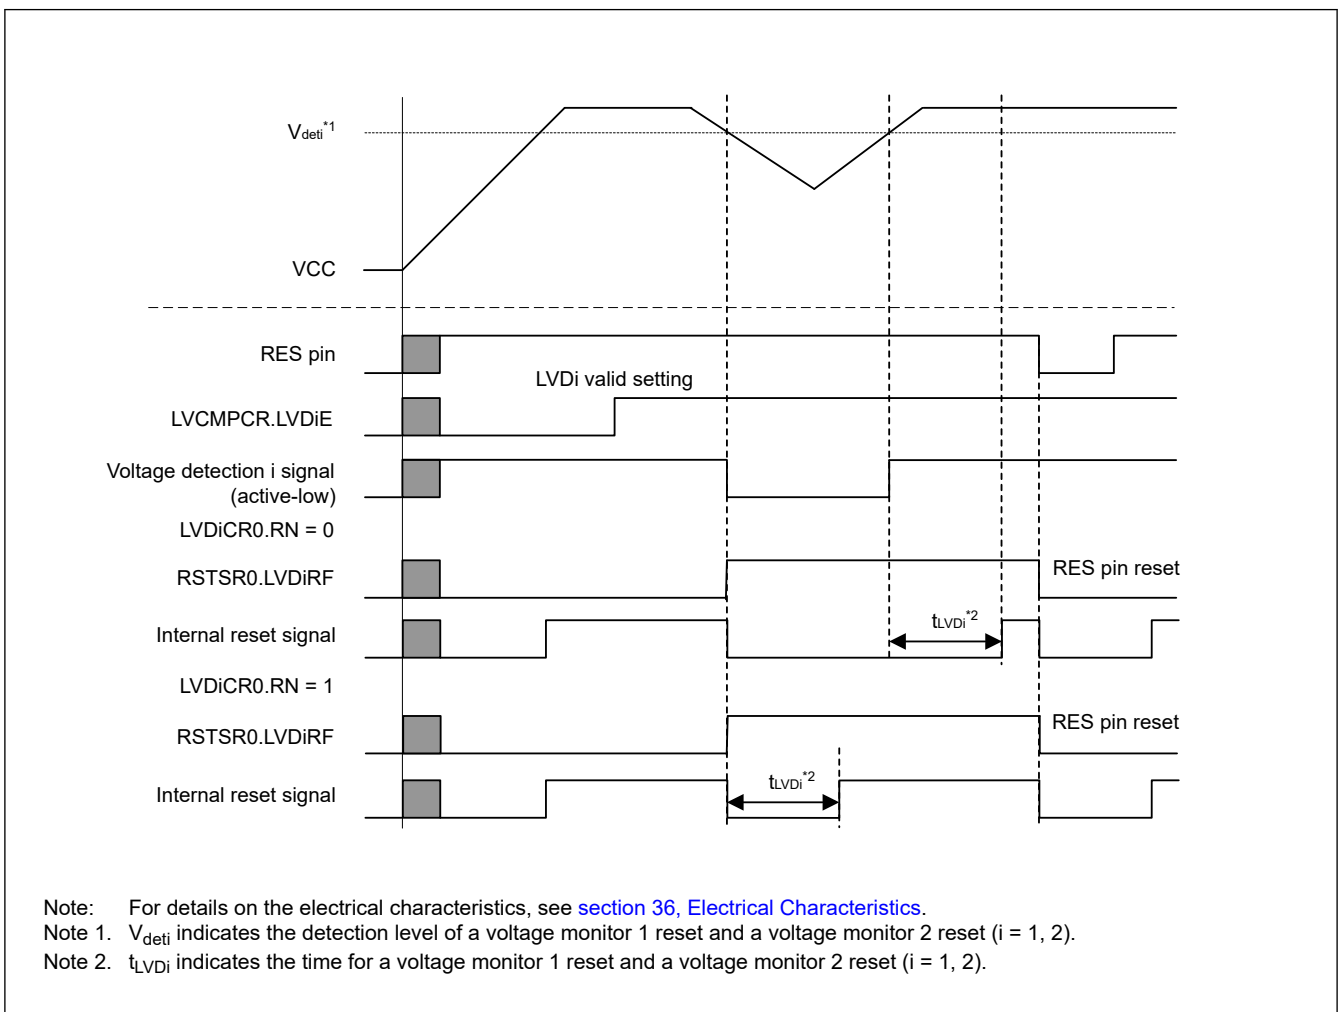 Vdeti*1
VCC
RES pin
LVDi valid setting
LVCMPCR.LVDiE
Voltage detection i signal
(active-low)
LVDiCR0.RN = 0
RSTSR0.LVDiRF
RES pin reset
Internal reset signal
tLVDi*2
LVDiCR0.RN = 1
RSTSR0.LVDiRF
RES pin reset
Internal reset signal
tLVDi*2
Note: For details on the electrical characteristics, see section 36, Electrical Characteristics.
Note 1. Vdeti indicates the detection level of a voltage monitor 1 reset and a voltage monitor 2 reset (i = 1, 2).
Note 2. tLVDi indicates the time for a voltage monitor 1 reset and a voltage monitor 2 reset (i = 1, 2).